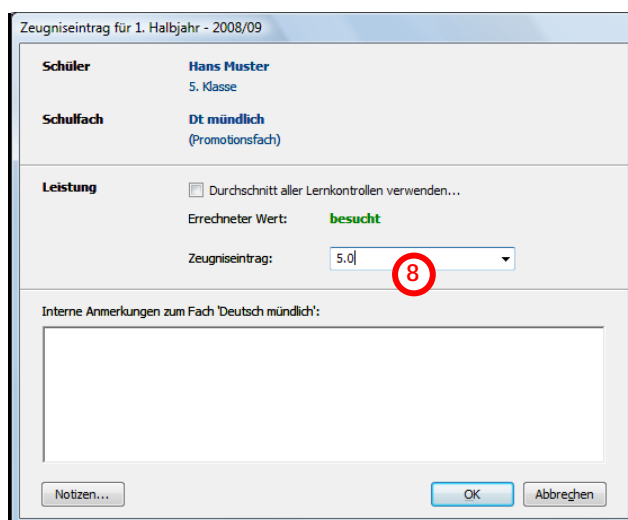 Zeugniseintrag für 1. Halbjahr - 2008/09
Schüler Hans Muster
5. Klasse
Schulfach Dt mündlich
(Promotionsfach)
Leistung Durchschnitt aller Lernkontrollen verwenden...
Errechneter Wert: besucht
Zeugniseintrag: 5.0
8
Interne Anmerkungen zum Fach 'Deutsch mündlich':
Notizen... OK Abbrechen